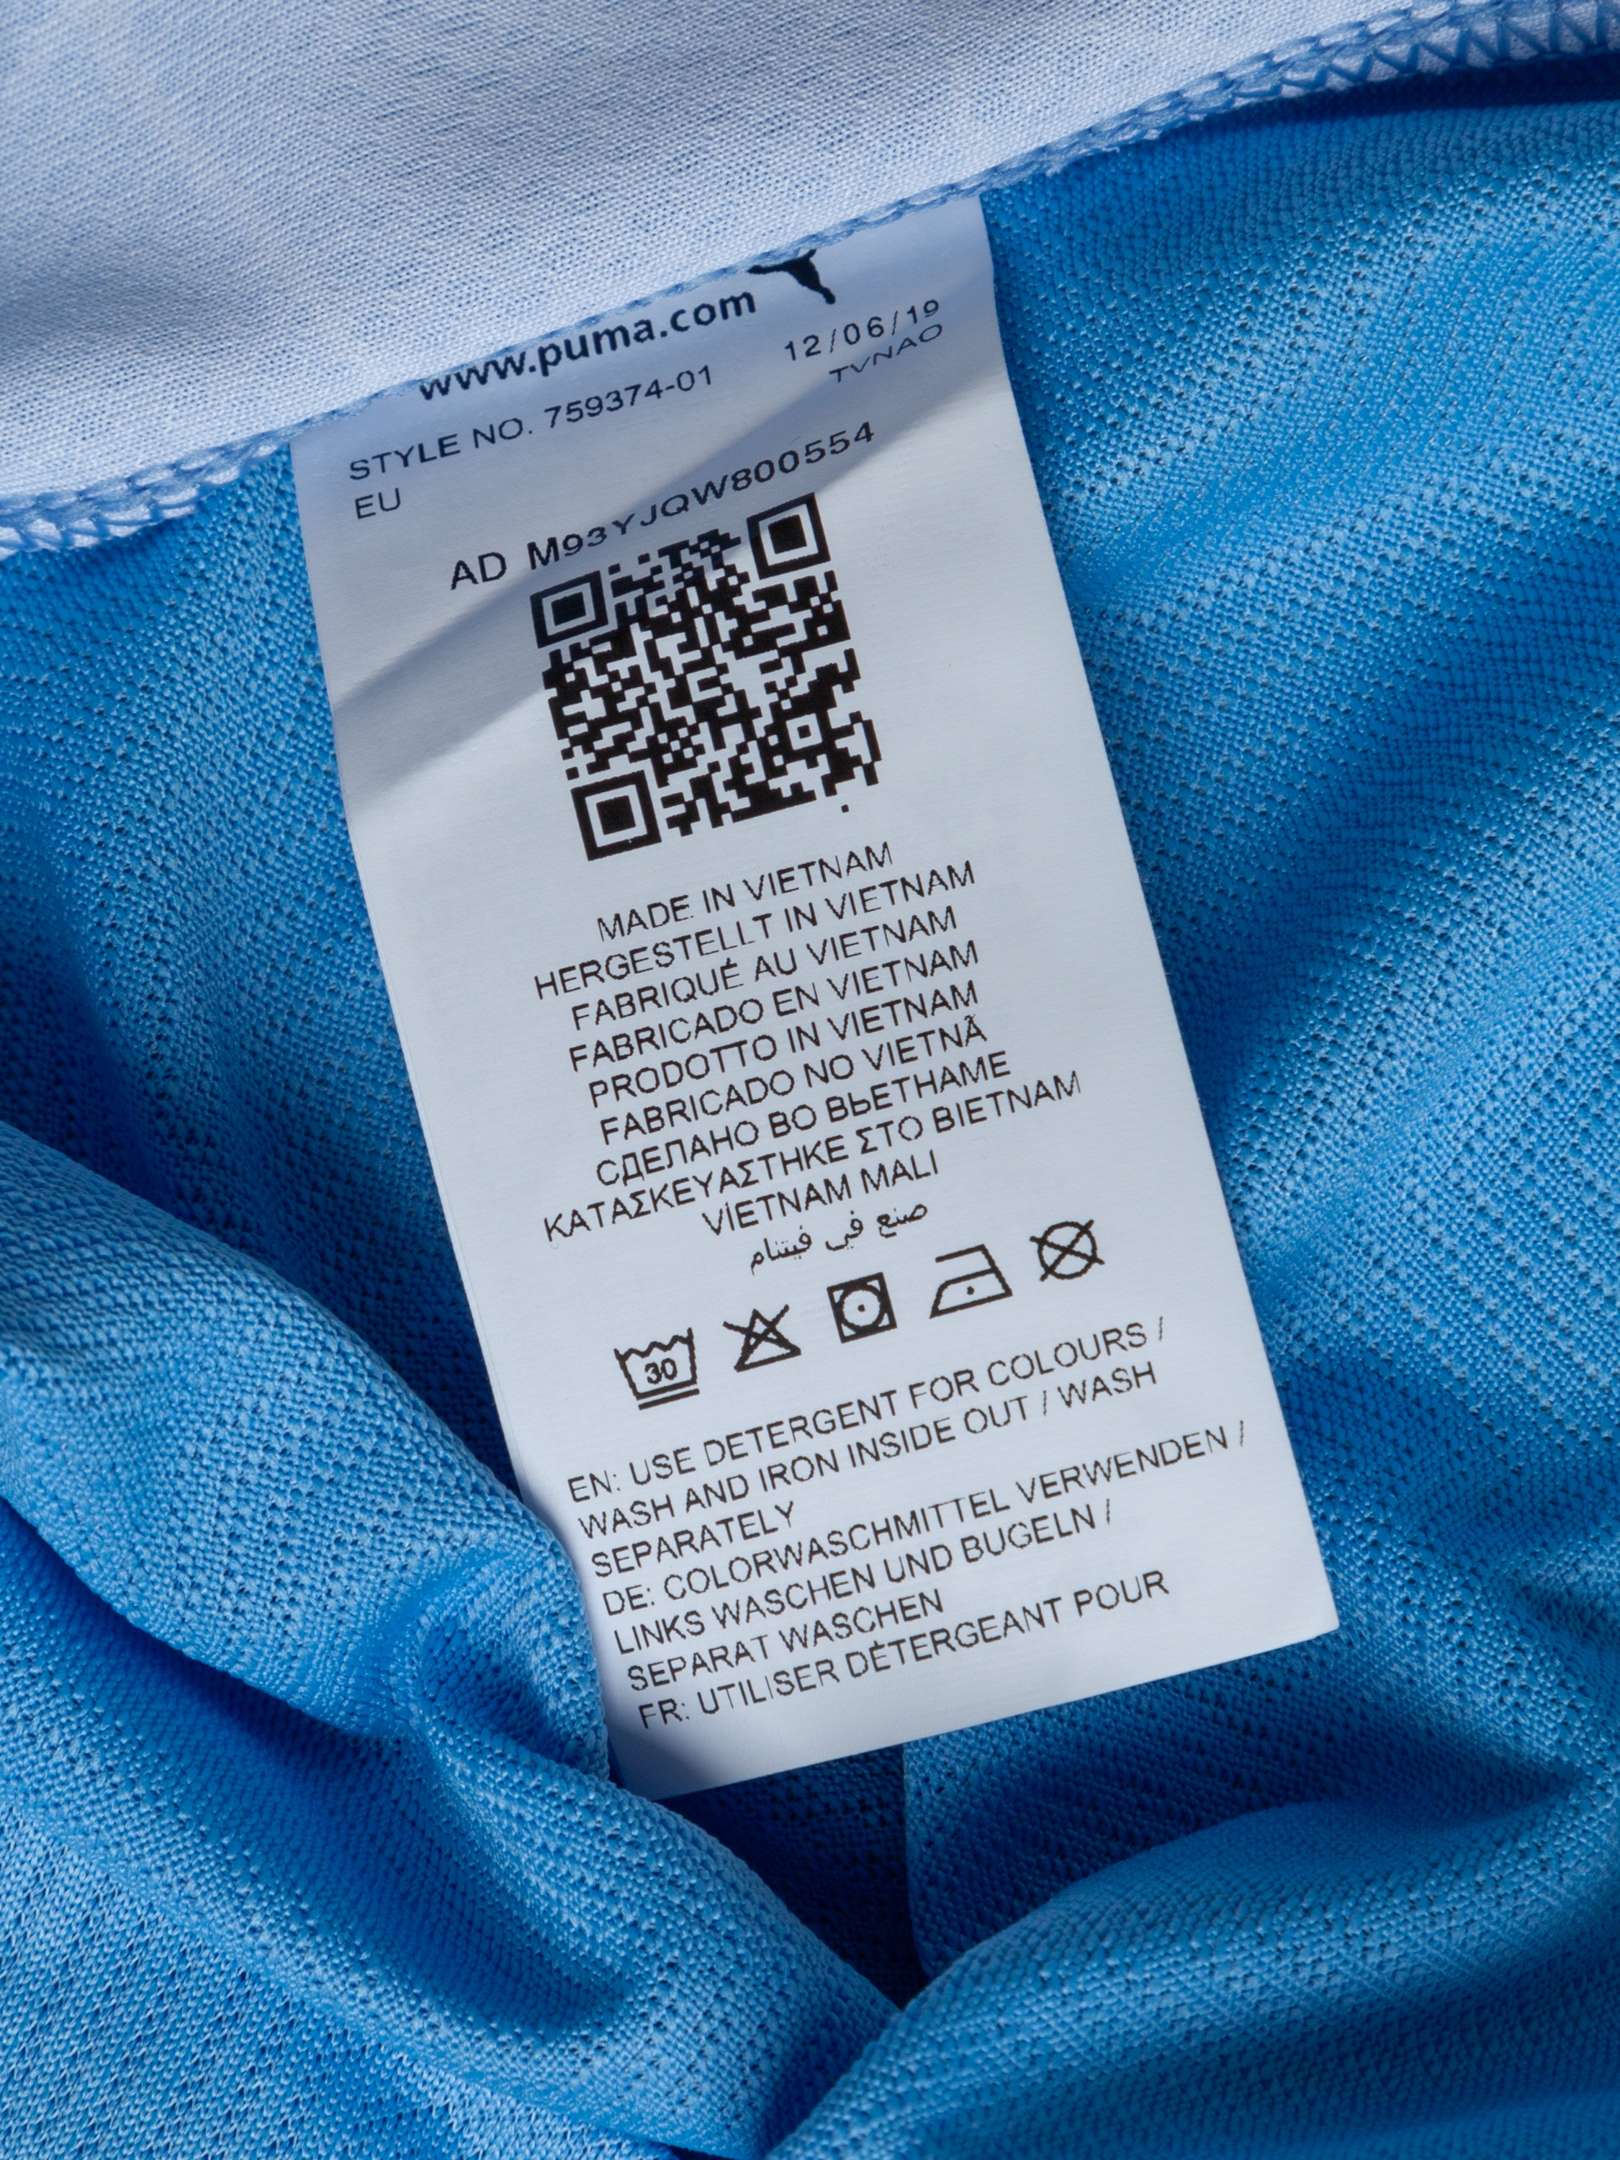 www.puma.com
STYLE NO. 759374-01 12/06/19
EU TVNAO
AD M93YJQW800554
MADE IN VIETNAM
HERGESTELLT IN VIETNAM
FABRIQUÉ AU VIETNAM
FABRICADO EN VIETNAM
PRODOTTO IN VIETNAM
FABRICADO NO VIETNÃ
СДЕЛАНО ВО ВЬЕТНАМЕ
ΚΑΤΑΣΚΕΥΑΣΤΗΚΕ ΣΤΟ ΒΙΕΤΝΑΜ
VİETNAM MALI
صنع في فيتنام
30
EN: USE DETERGENT FOR COLOURS /
WASH AND IRON INSIDE OUT / WASH
SEPARATELY
DE: COLORWASCHMITTEL VERWENDEN /
LINKS WASCHEN UND BUGELN /
SEPARAT WASCHEN
FR: UTILISER DÉTERGEANT POUR